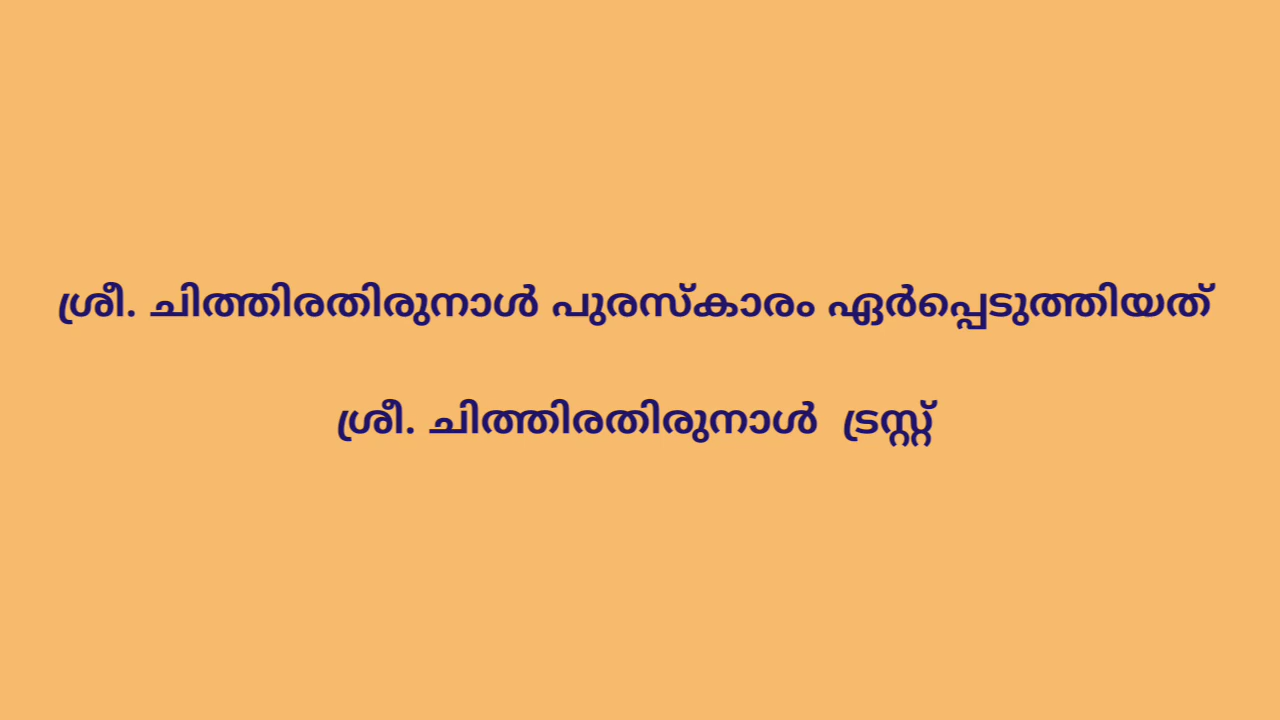 ശ്രീ. ചിത്തിരതിരുനാൾ പുരസ്കാരം ഏർപ്പെടുത്തിയത്
ശ്രീ. ചിത്തിരതിരുനാൾ ട്രസ്റ്റ്